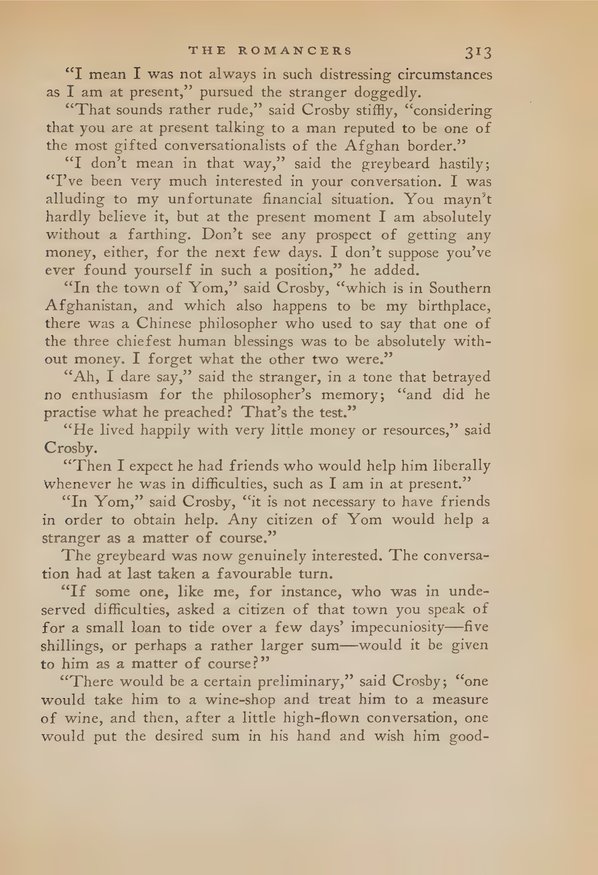 THE ROMANCERS 313
“I mean I was not always in such distressing circumstances
as I am at present,” pursued the stranger doggedly.
“That sounds rather rude,” said Crosby stiffly, “considering
that you are at present talking to a man reputed to be one of
the most gifted conversationalists of the Afghan border.”
“I don’t mean in that way,” said the greybeard hastily;
“I’ve been very much interested in your conversation. I was
alluding to my unfortunate financial situation. You mayn’t
hardly believe it, but at the present moment I am absolutely
without a farthing. Don’t see any prospect of getting any
money, either, for the next few days. I don’t suppose you’ve
ever found yourself in such a position,” he added.
“In the town of Yom,” said Crosby, “which is in Southern
Afghanistan, and which also happens to be my birthplace,
there was a Chinese philosopher who used to say that one of
the three chiefest human blessings was to be absolutely with-
out money. I forget what the other two were.”
“Ah, I dare say,” said the stranger, in a tone that betrayed
no enthusiasm for the philosopher’s memory; “and did he
practise what he preached? That’s the test.”
“He lived happily with very little money or resources,” said
Crosby.
“Then I expect he had friends who would help him liberally
whenever he was in difficulties, such as I am in at present.”
“In Yom,” said Crosby, “it is not necessary to have friends
in order to obtain help. Any citizen of Yom would help a
stranger as a matter of course.”
The greybeard was now genuinely interested. The conversa-
tion had at last taken a favourable turn.
“If some one, like me, for instance, who was in unde-
served difficulties, asked a citizen of that town you speak of
for a small loan to tide over a few days’ impecuniosity—five
shillings, or perhaps a rather larger sum—would it be given
to him as a matter of course?”
“There would be a certain preliminary,” said Crosby; “one
would take him to a wine-shop and treat him to a measure
of wine, and then, after a little high-flown conversation, one
would put the desired sum in his hand and wish him good-